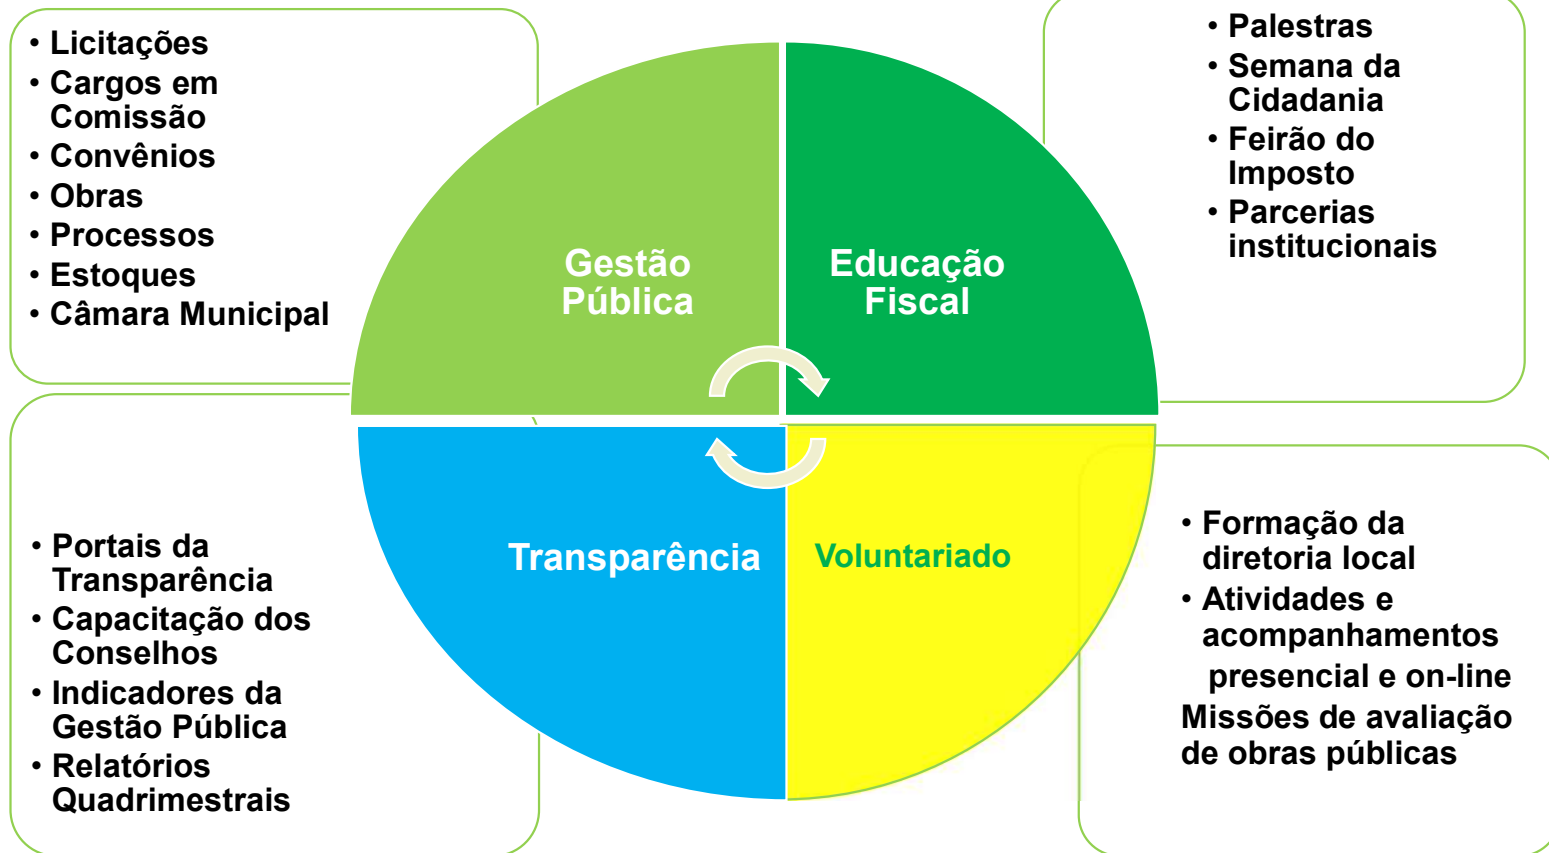 • Licitações
• Cargos em
Comissão
• Convênios
• Obras
• Processos
• Estoques
• Câmara Municipal
• Palestras
• Semana da
Cidadania
• Feirão do
Imposto
• Parcerias
institucionais
Gestão
Pública
Educação
Fiscal
Transparência
Voluntariado
• Portais da
Transparência
• Capacitação dos
Conselhos
• Indicadores da
Gestão Pública
• Relatórios
Quadrimestrais
• Formação da
diretoria local
• Atividades e
acompanhamentos
presencial e on-line
Missões de avaliação
de obras públicas